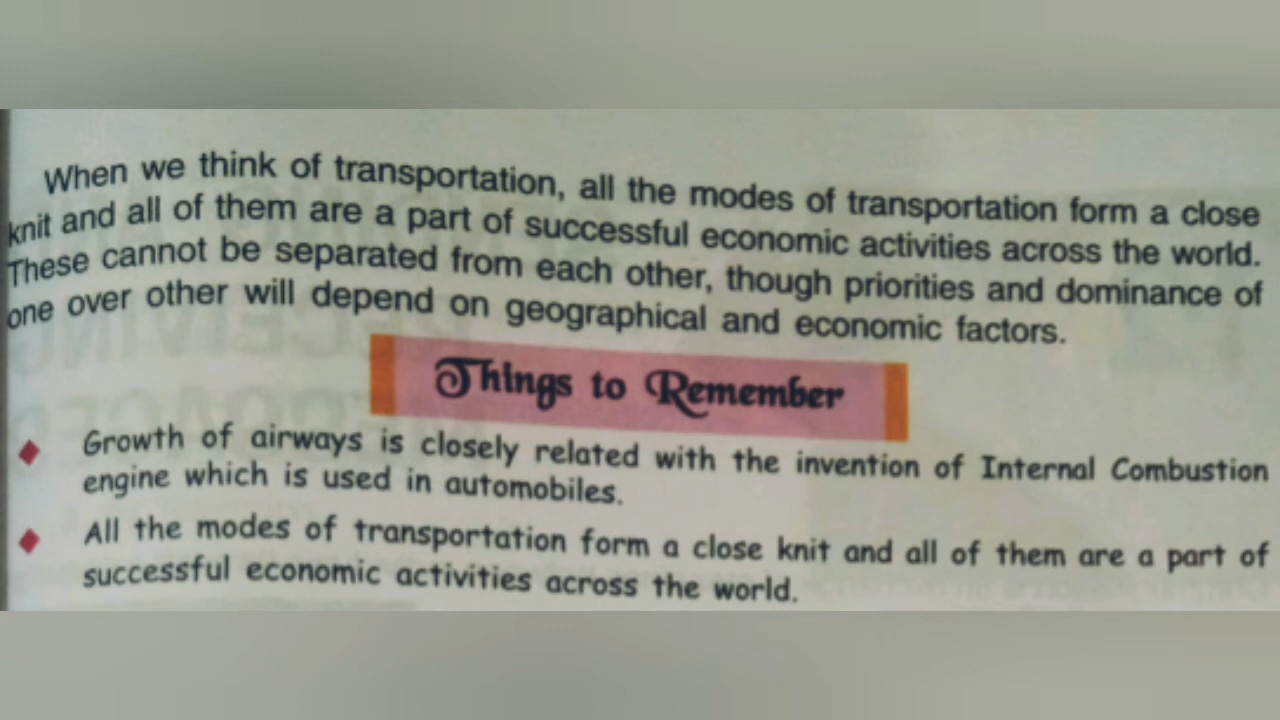 When we think of transportation, all the modes of transportation form a close
knit and all of them are a part of successful economic activities across the world.
These cannot be separated from each other, though priorities and dominance of
one over other will depend on geographical and economic factors.
Things to Remember
Growth of airways is closely related with the invention of Internal Combustion
engine which is used in automobiles.
All the modes of transportation form a close knit and all of them are a part of
successful economic activities across the world.